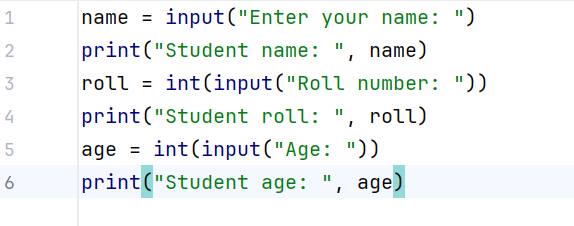 1 name = input("Enter your name: ")
2 print("Student name: ", name)
3 roll = int(input("Roll number: "))
4 print("Student roll: ", roll)
5 age = int(input("Age: "))
6 print("Student age: ", age)